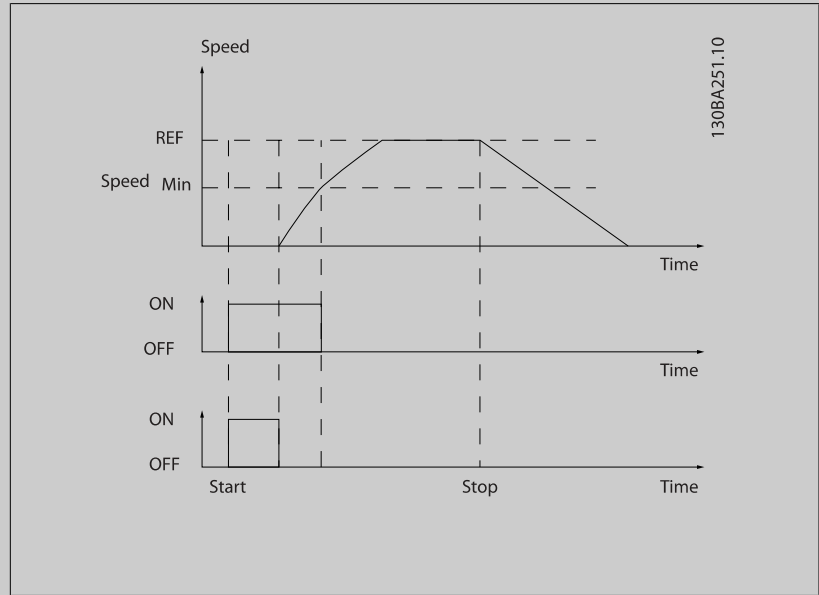 Speed
130BA251.10
REF
Speed Min
Time
ON
OFF
Time
ON
OFF
Start Stop Time